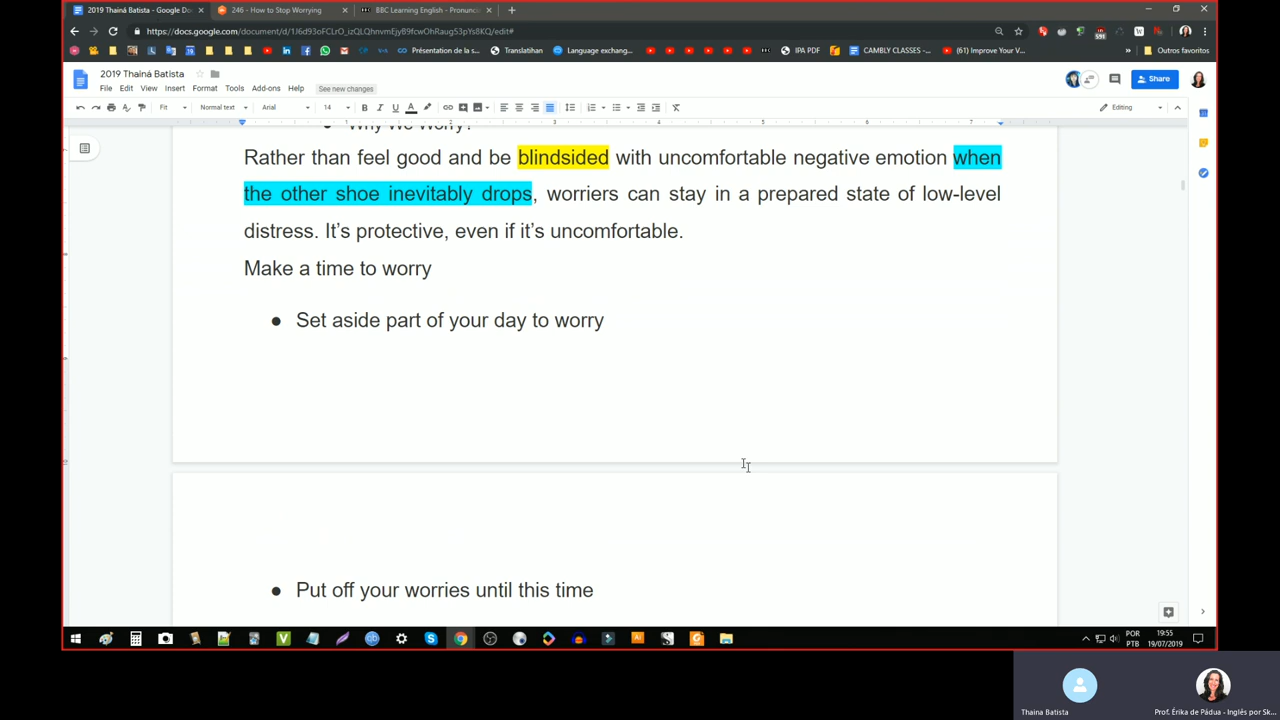 2019 Thainá Batista - Google Do
246 - How to Stop Worrying
BBC Learning English - Pronunc
https://docs.google.com/document/d/1J6d93oFCLrO_izQLQhnvmEjyB9fcwOhRaug53pYs8KQ/edit#
Présentation de la s...
Translatihan
Language exchang...
IPA PDF
CAMBLY CLASSES -...
(61) Improve Your V...
Outros favoritos
2019 Thainá Batista
File Edit View Insert Format Tools Add-ons Help See new changes
Share
Fit Normal text Arial 14
Editing
Why we worry?
Rather than feel good and be blindsided with uncomfortable negative emotion when
the other shoe inevitably drops, worriers can stay in a prepared state of low-level
distress. It’s protective, even if it’s uncomfortable.
Make a time to worry
● Set aside part of your day to worry
● Put off your worries until this time
POR 19:55
PTB 19/07/2019
Thaina Batista
Prof. Érika de Pádua - Inglês por Sk...